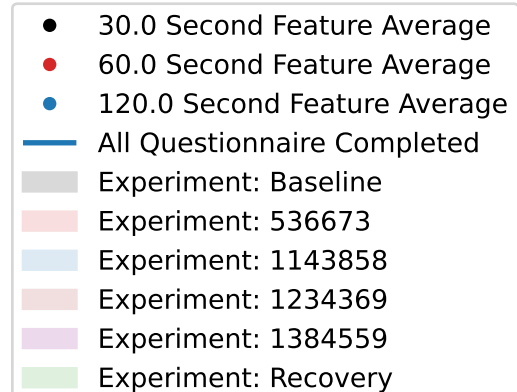 30.0 Second Feature Average
60.0 Second Feature Average
120.0 Second Feature Average
All Questionnaire Completed
Experiment: Baseline
Experiment: 536673
Experiment: 1143858
Experiment: 1234369
Experiment: 1384559
Experiment: Recovery